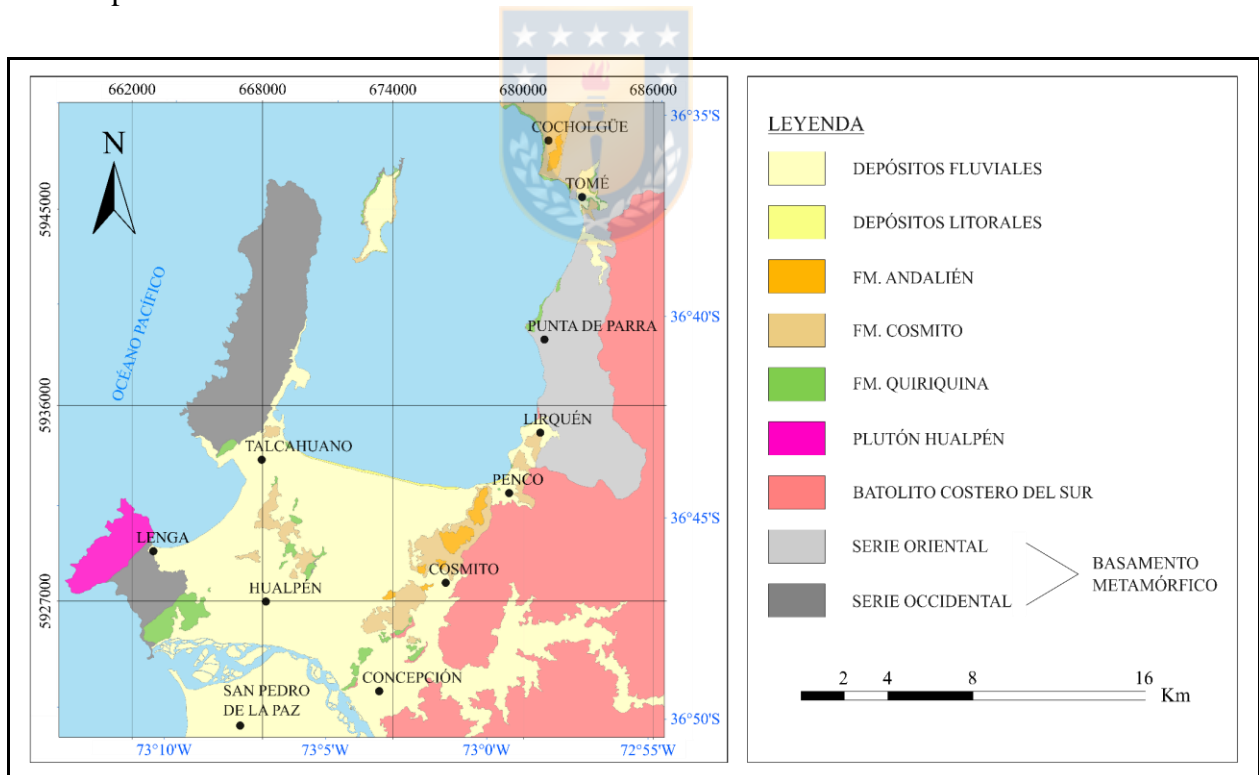 662000
668000
674000
680000
686000
36°35'S
COCHOLGÜE
N
TOMÉ
5945000
OCÉANO PACÍFICO
36°40'S
PUNTA DE PARRA
5936000
LIRQUÉN
TALCAHUANO
PENCO
36°45'S
LENGA
COSMITO
HUALPÉN
5927000
CONCEPCIÓN
SAN PEDRO
DE LA PAZ
36°50'S
73°10'W
73°5'W
73°0'W
72°55'W
LEYENDA
DEPÓSITOS FLUVIALES
DEPÓSITOS LITORALES
FM. ANDALIÉN
FM. COSMITO
FM. QUIRIQUINA
PLUTÓN HUALPÉN
BATOLITO COSTERO DEL SUR
SERIE ORIENTAL
BASAMENTO
METAMÓRFICO
SERIE OCCIDENTAL
2 4 8 16
Km